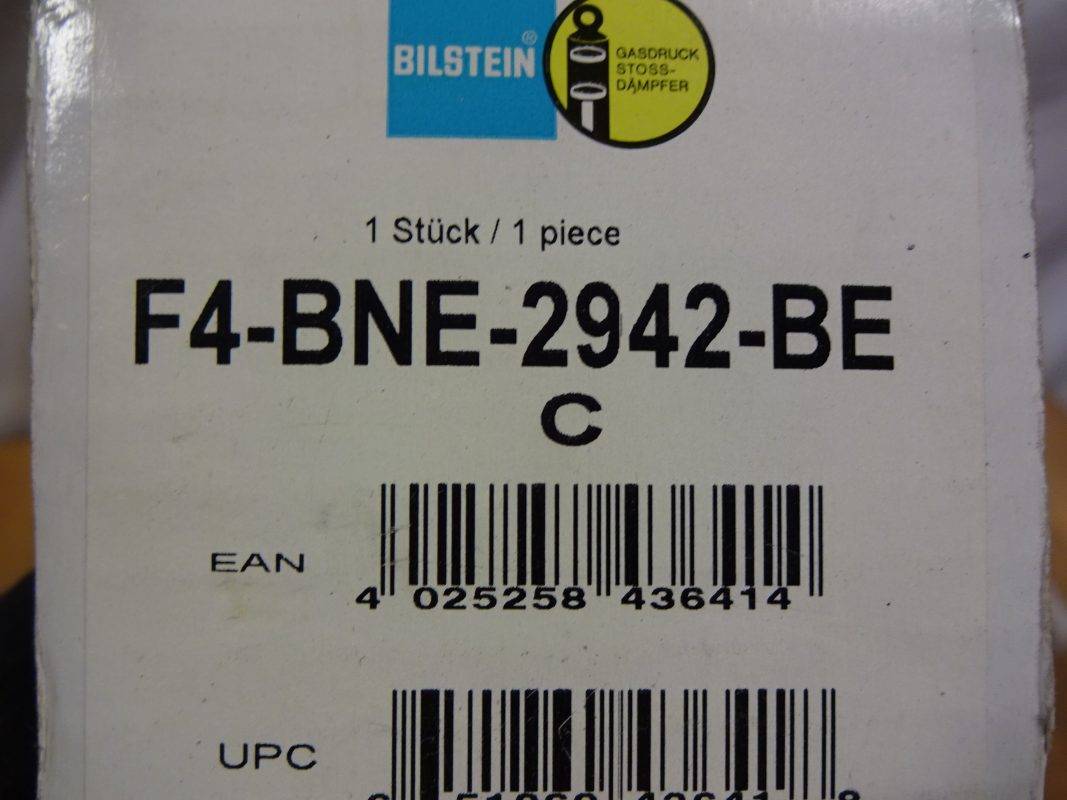 BILSTEIN®
GASDRUCK
STOSS-
DÄMPFER
1 Stück / 1 piece
F4-BNE-2942-BE
C
EAN
4 025258 436414
UPC